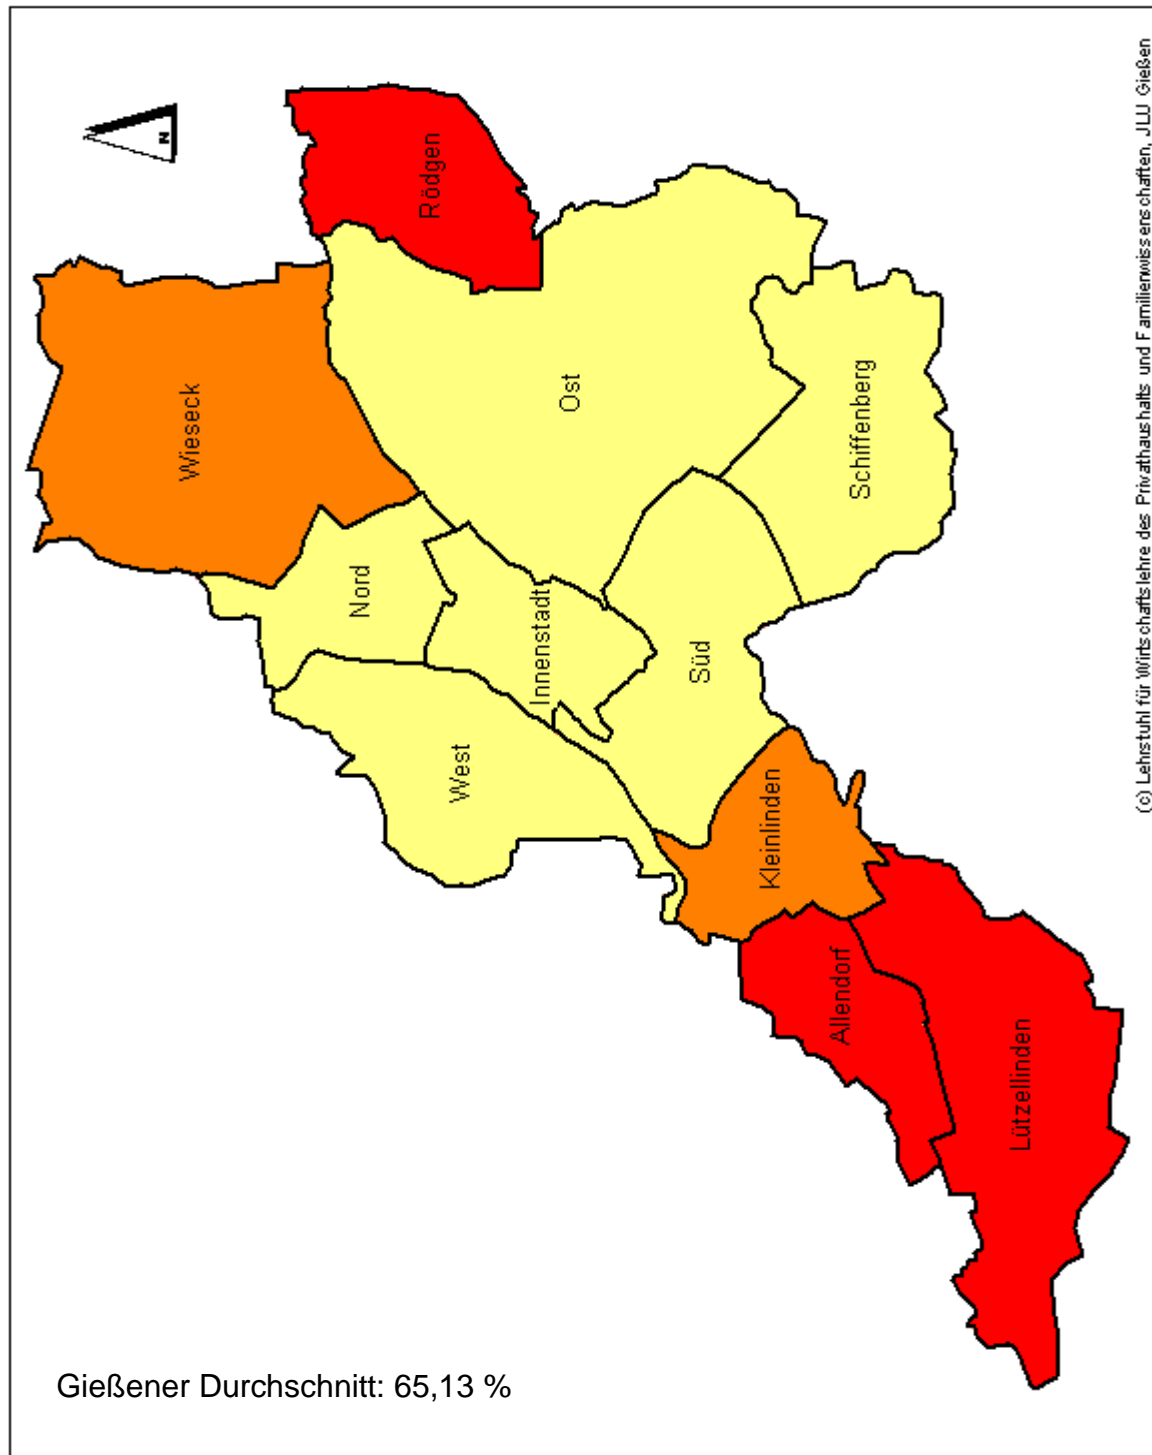 N
Rödgen
Wieseck
Ost
Schiffenberg
Nord
Innenstadt
Süd
West
Kleinlinden
Allendorf
Lützellinden
Gießener Durchschnitt: 65,13 %
(c) Lehrstuhl für Wirtschaftslehre des Privathaushalts und Familienwissenschaften, JLU Gießen